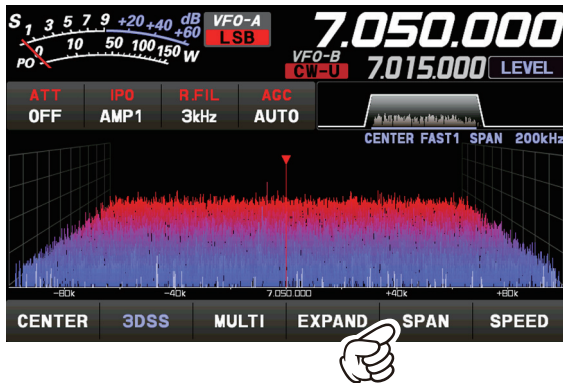 S 1 3 5 7 9 +20 +40 +60 dB
PO 0 10 50 100 150 W
VFO-A
LSB
7.050.000
VFO-B
CW-U
7.015.000
LEVEL
ATT IPO R.FIL AGC
OFF AMP1 3kHz AUTO
CENTER FAST1 SPAN 200kHz
-80k -40k 7.050.000 +40k +80k
CENTER 3DSS MULTI EXPAND SPAN SPEED